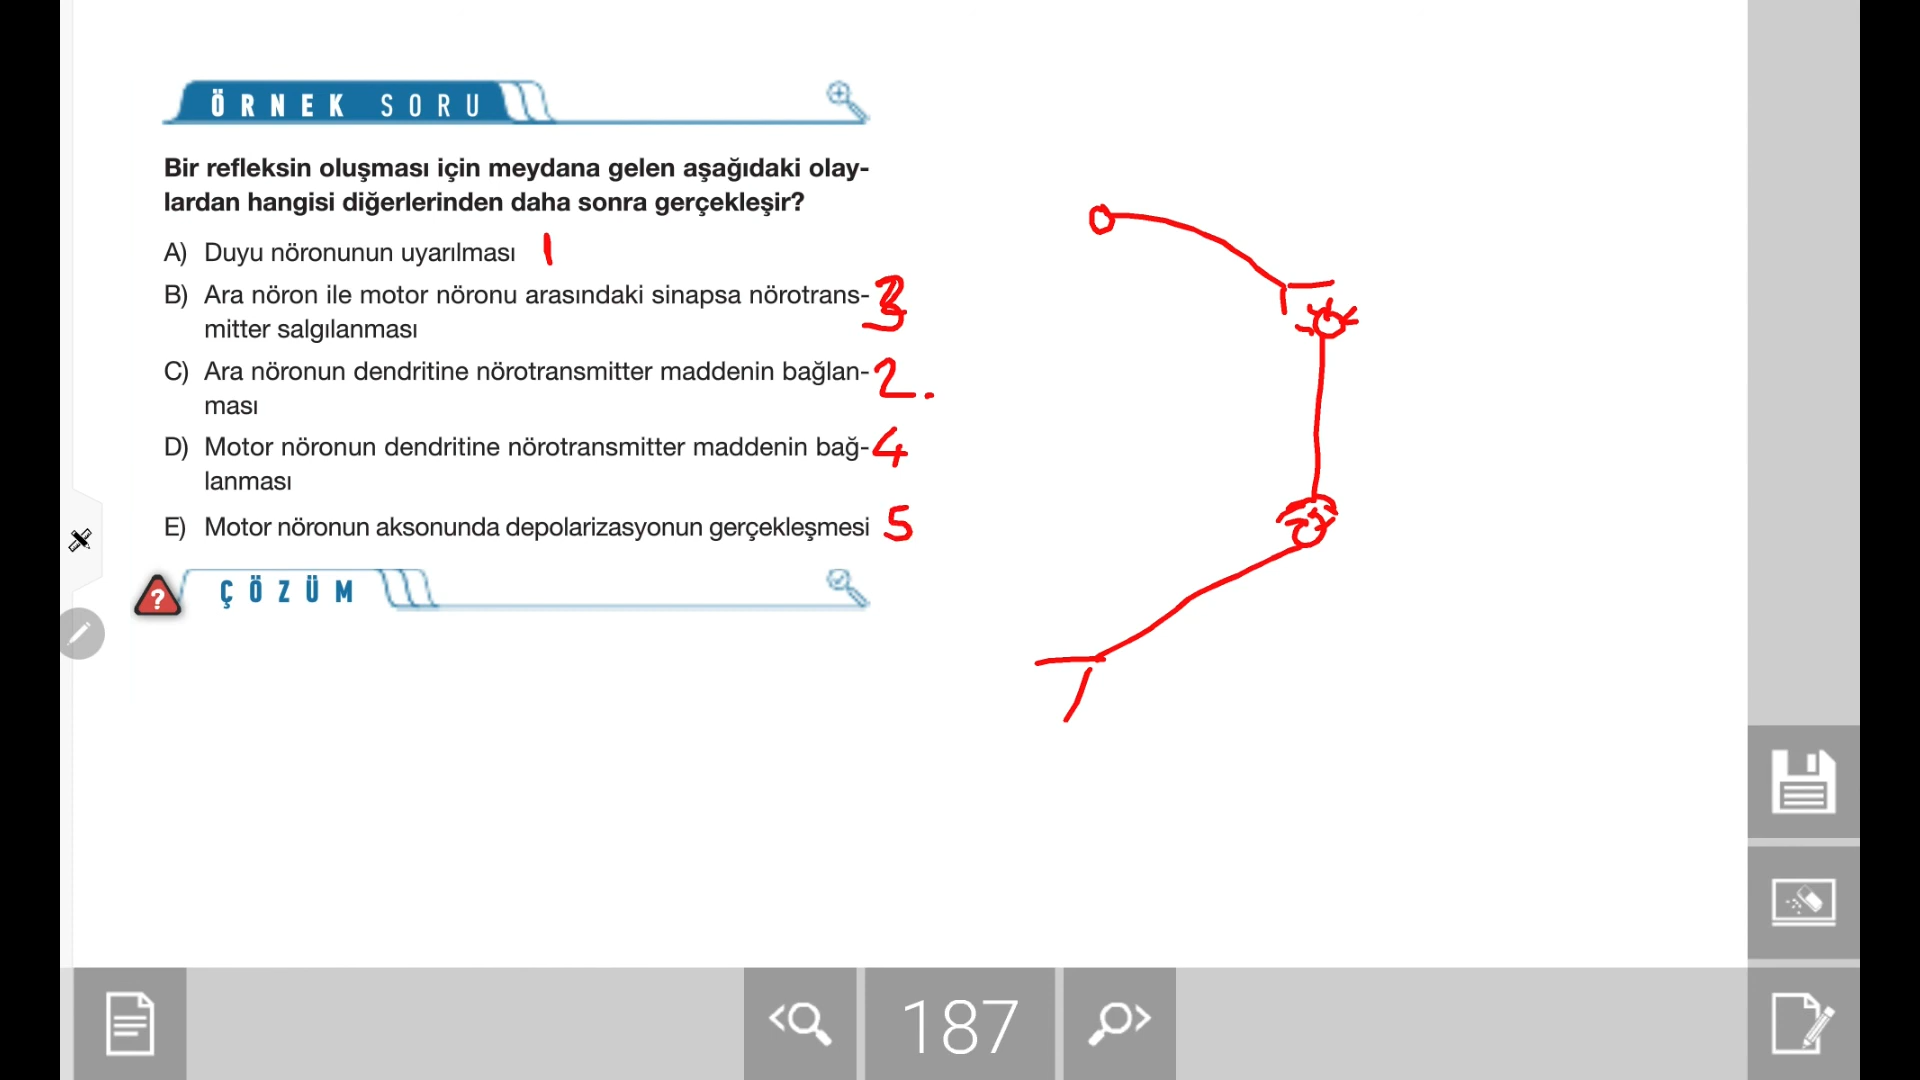 ÖRNEK SORU
Bir refleksin oluşması için meydana gelen aşağıdaki olay-
lardan hangisi diğerlerinden daha sonra gerçekleşir?
A) Duyu nöronunun uyarılması 1
B) Ara nöron ile motor nöronu arasındaki sinapsa nörotrans- 3
mitter salgılanması
C) Ara nöronun dendritine nörotransmitter maddenin bağlan- 2.
ması
D) Motor nöronun dendritine nörotransmitter maddenin bağ- 4
lanması
E) Motor nöronun aksonunda depolarizasyonun gerçekleşmesi 5
? ÇÖZÜM
187